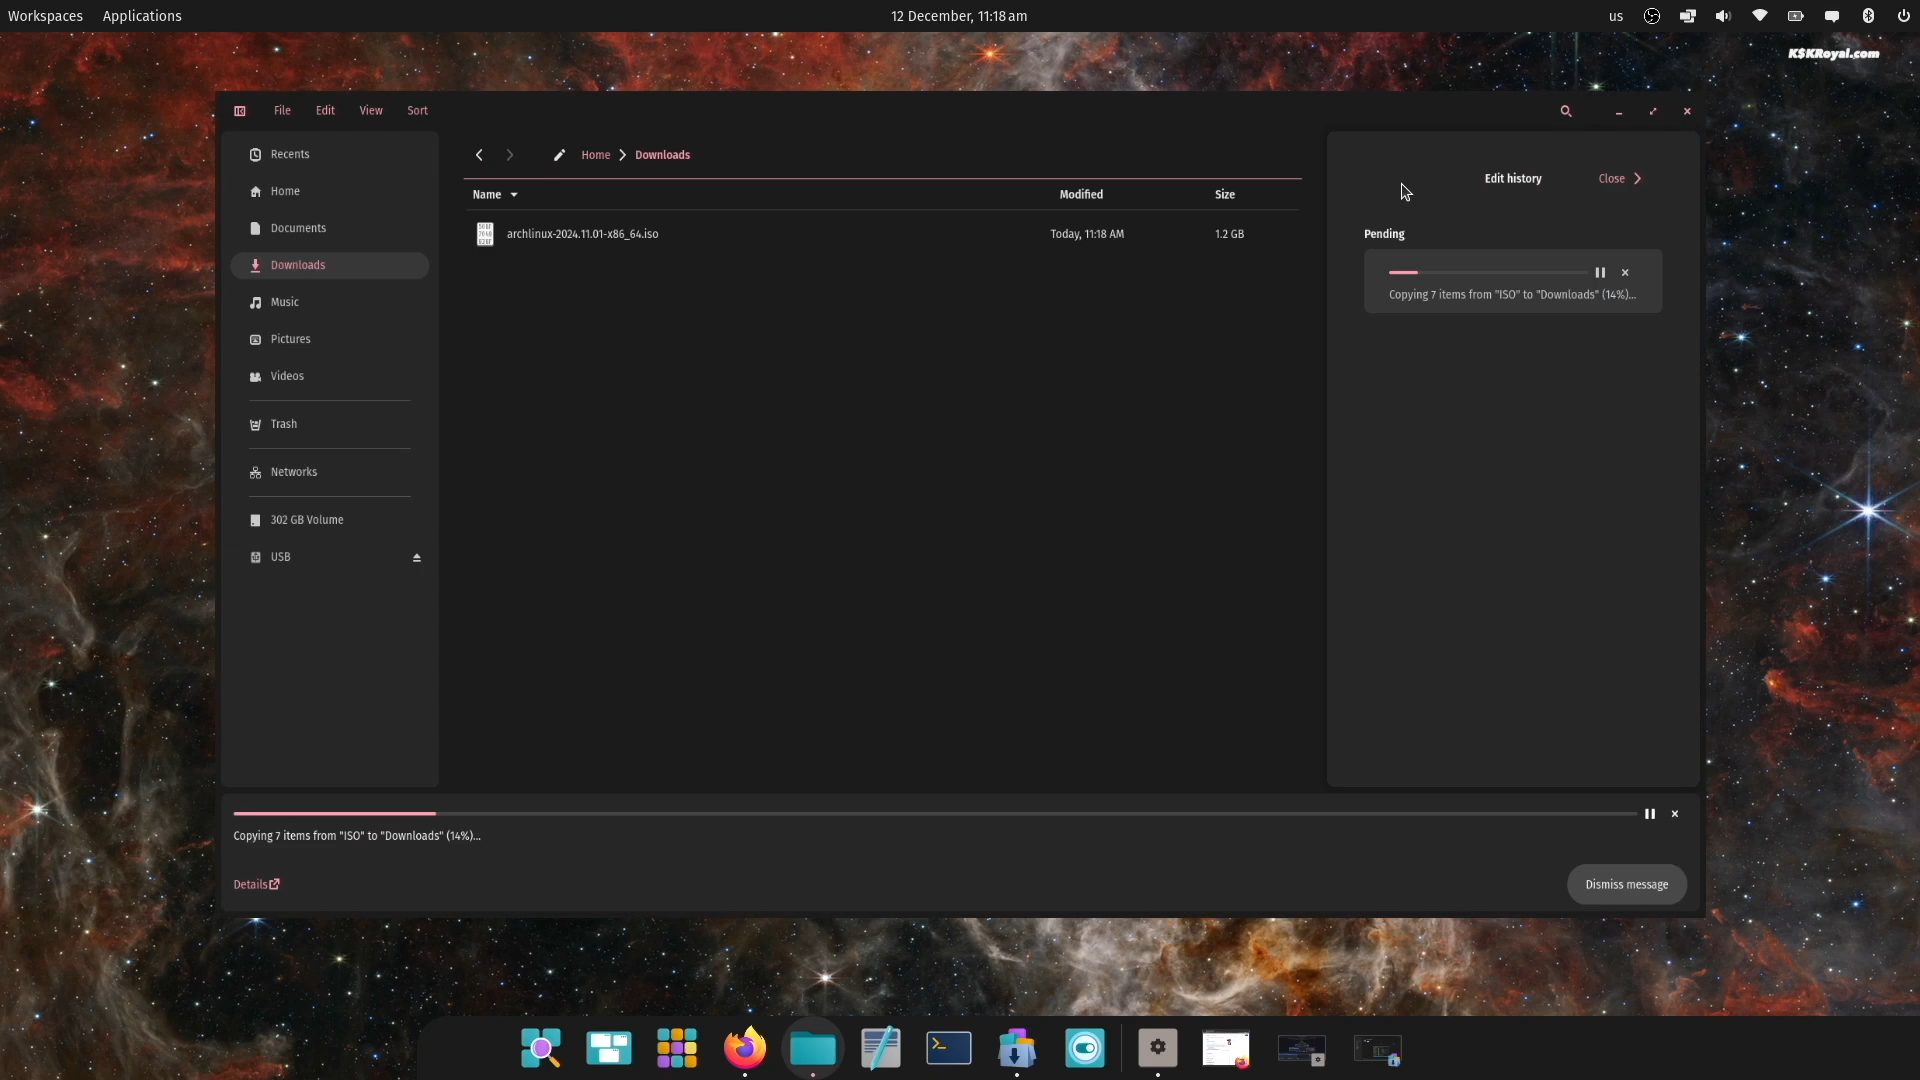 Workspaces Applications 12 December, 11:18 am us
K$KRoyal.com
File Edit View Sort
Recents
Home
Documents
Downloads
Music
Pictures
Videos
Trash
Networks
302 GB Volume
USB
Home Downloads
Name Modified Size
archlinux-2024.11.01-x86_64.iso Today, 11:18 AM 1.2 GB
Edit history Close
Pending
Copying 7 items from "ISO" to "Downloads" (14%)...
Copying 7 items from "ISO" to "Downloads" (14%)...
Details
Dismiss message